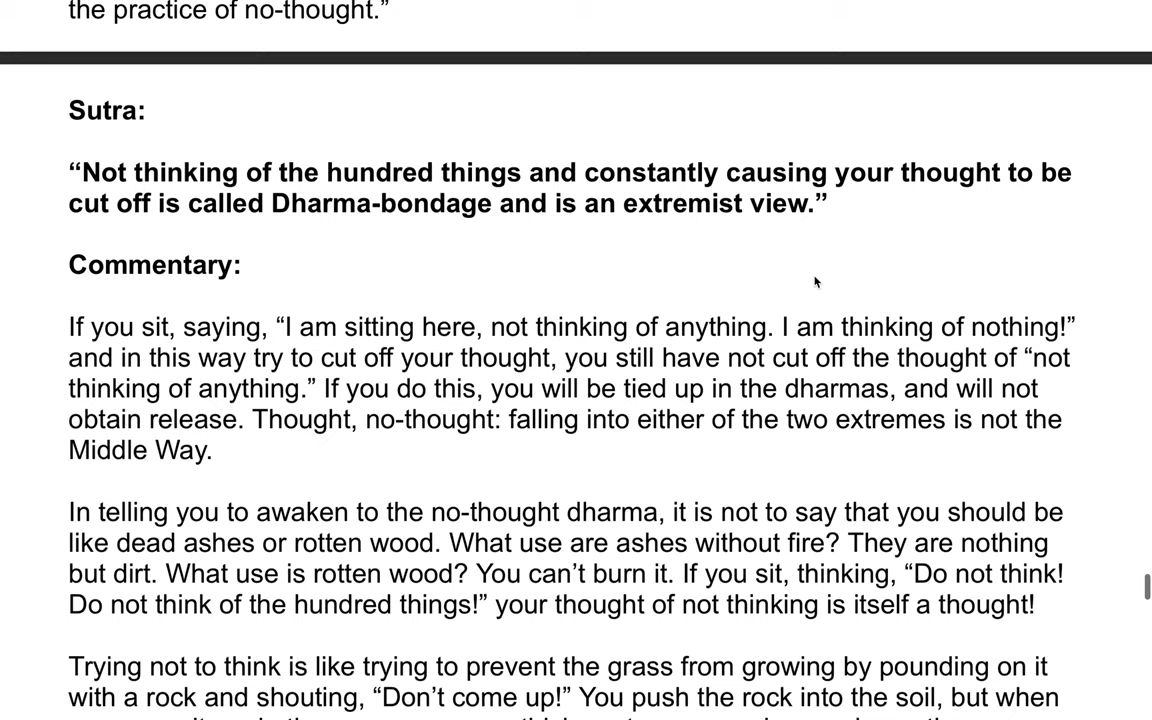 the practice of no-thought.”
Sutra:
“Not thinking of the hundred things and constantly causing your thought to be
cut off is called Dharma-bondage and is an extremist view.”
Commentary:
If you sit, saying, “I am sitting here, not thinking of anything. I am thinking of nothing!”
and in this way try to cut off your thought, you still have not cut off the thought of “not
thinking of anything.” If you do this, you will be tied up in the dharmas, and will not
obtain release. Thought, no-thought: falling into either of the two extremes is not the
Middle Way.
In telling you to awaken to the no-thought dharma, it is not to say that you should be
like dead ashes or rotten wood. What use are ashes without fire? They are nothing
but dirt. What use is rotten wood? You can’t burn it. If you sit, thinking, “Do not think!
Do not think of the hundred things!” your thought of not thinking is itself a thought!
Trying not to think is like trying to prevent the grass from growing by pounding on it
with a rock and shouting, “Don’t come up!” You push the rock into the soil, but when